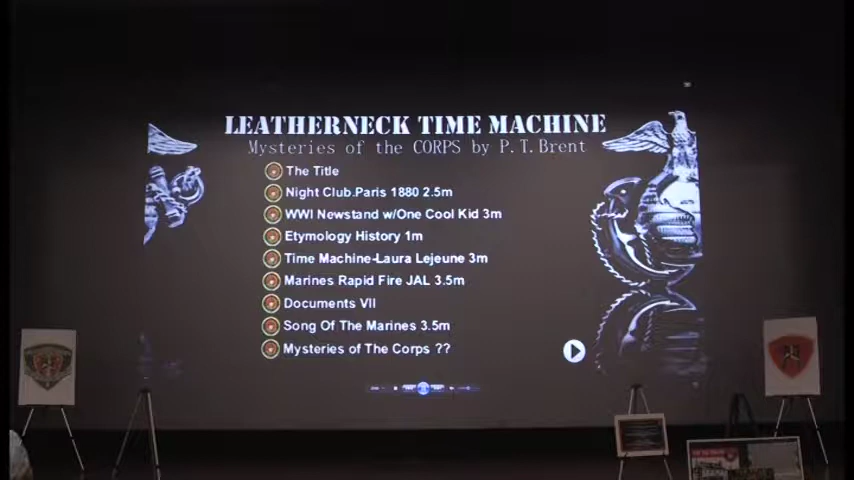 LEATHERNECK TIME MACHINE
Mysteries of the CORPS by P.T.Brent
The Title
Night Club.Paris 1880 2.5m
WWI Newstand w/One Cool Kid 3m
Etymology History 1m
Time Machine-Laura Lejeune 3m
Marines Rapid Fire JAL 3.5m
Documents VII
Song Of The Marines 3.5m
Mysteries of The Corps ??